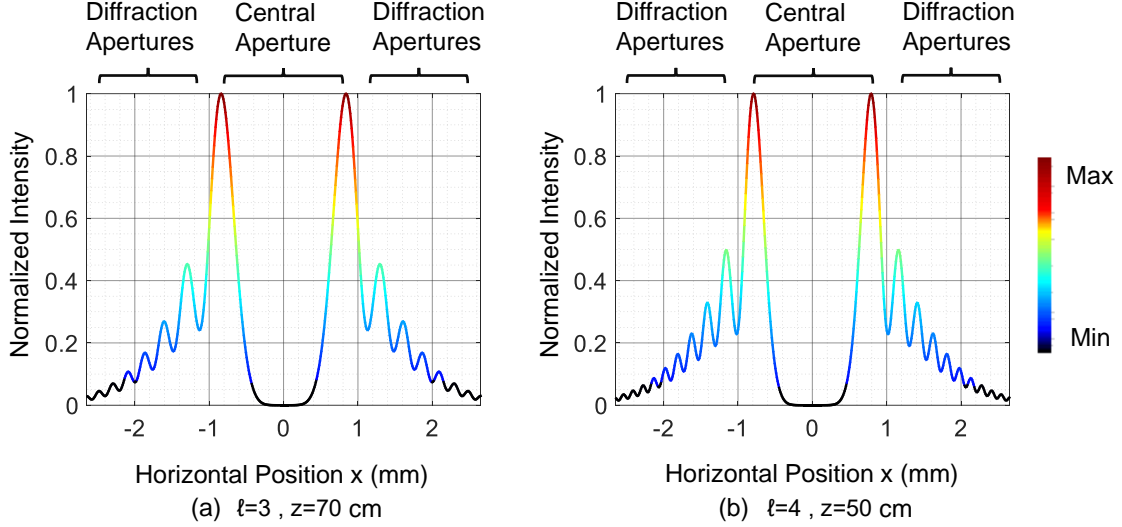 Diffraction Apertures
Central Aperture
Diffraction Apertures
Normalized Intensity
1
0.8
0.6
0.4
0.2
0
-2
-1
0
1
2
Horizontal Position x (mm)
(a) ℓ=3 , z=70 cm
Diffraction Apertures
Central Aperture
Diffraction Apertures
Normalized Intensity
1
0.8
0.6
0.4
0.2
0
-2
-1
0
1
2
Horizontal Position x (mm)
(b) ℓ=4 , z=50 cm
Max
Min